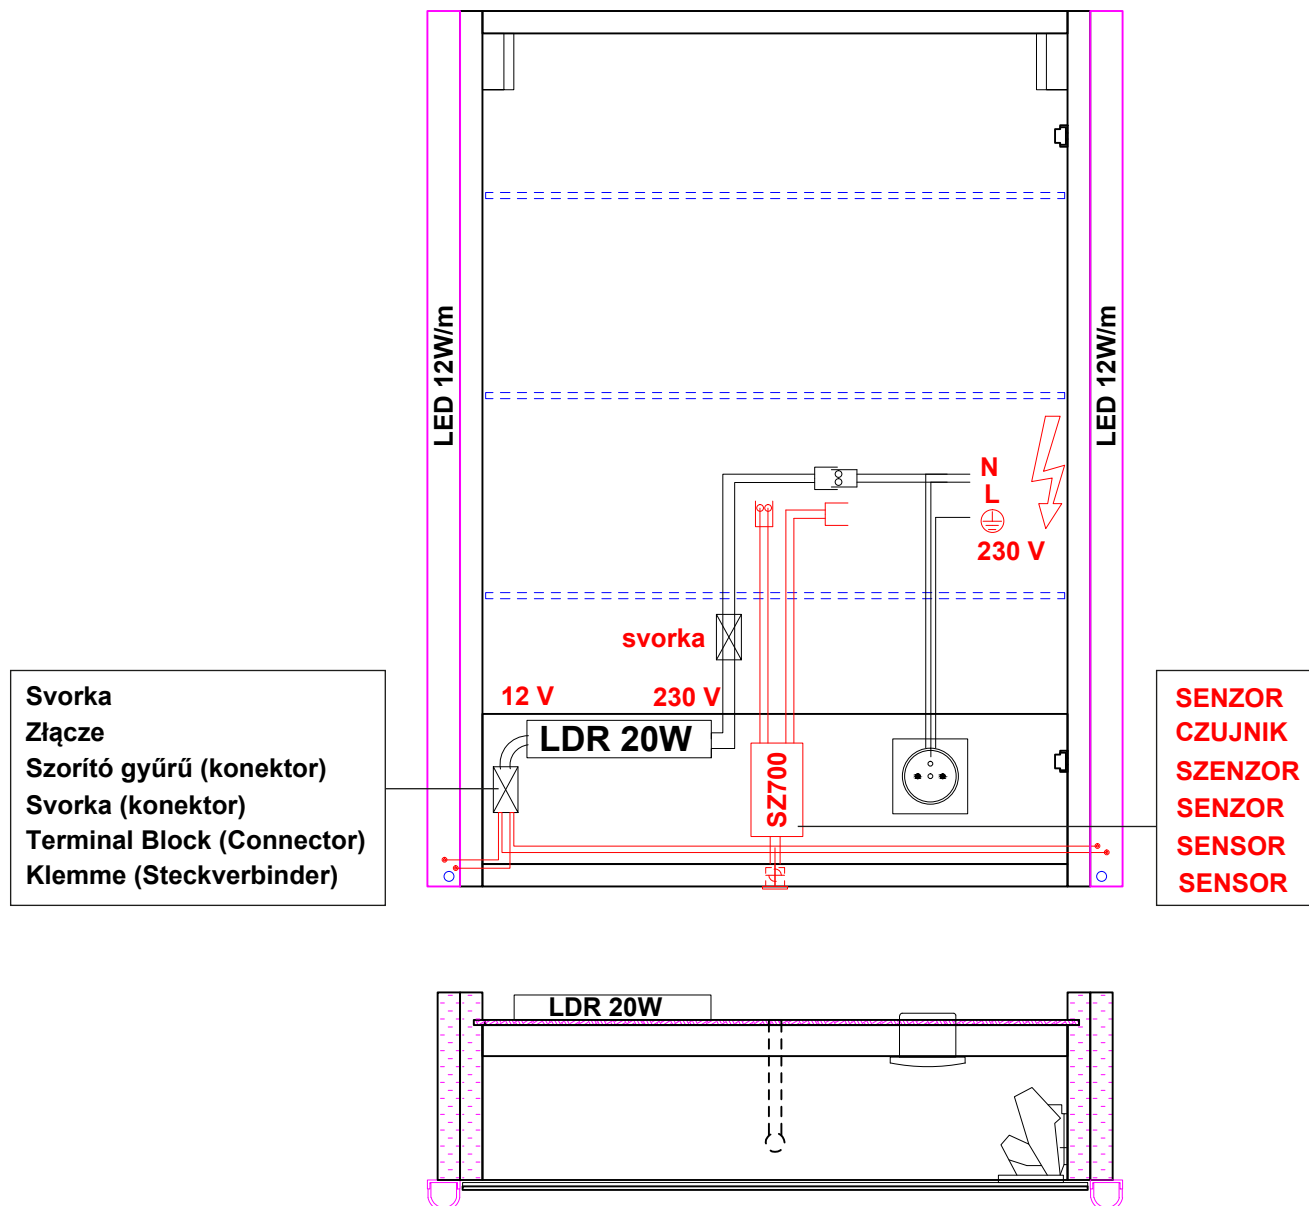 LED 12W/m
LED 12W/m
N
L
230 V
svorka
12 V
230 V
LDR 20W
SZ700
Svorka
Złącze
Szorító gyűrű (konektor)
Svorka (konektor)
Terminal Block (Connector)
Klemme (Steckverbinder)
SENZOR
CZUJNIK
SZENZOR
SENZOR
SENSOR
SENSOR
LDR 20W